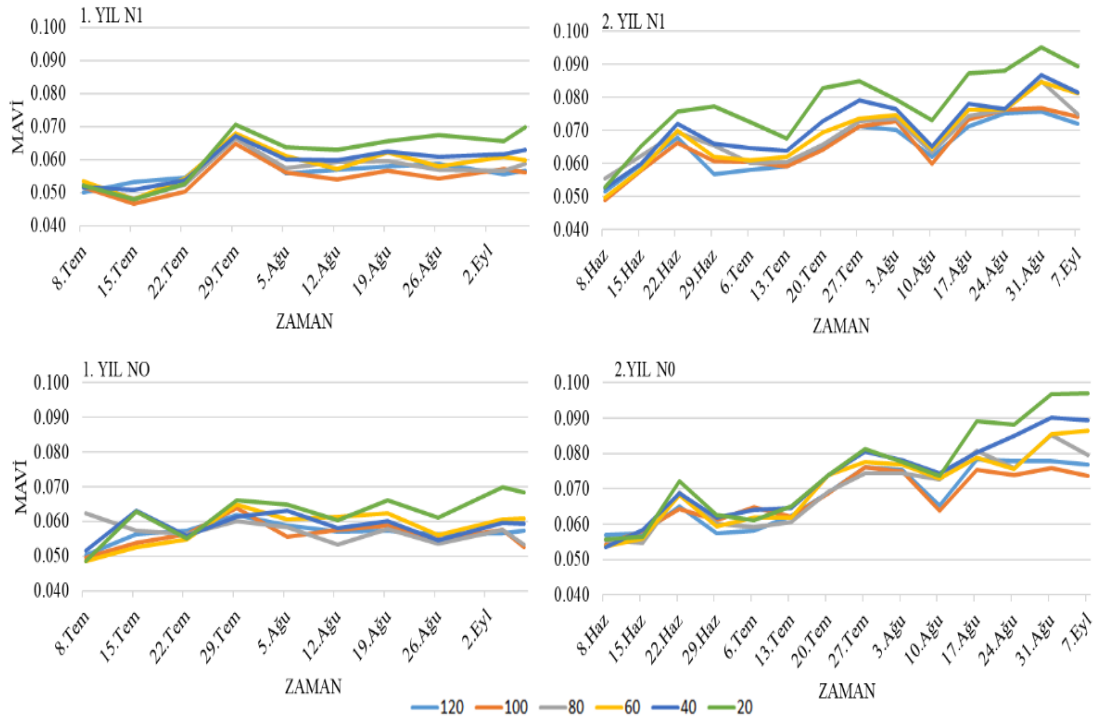 1. YIL N1
0.100
0.090
0.080
0.070
0.060
0.050
0.040
MAVİ
8.Tem
15.Tem
22.Tem
29.Tem
5.Ağu
12.Ağu
19.Ağu
26.Ağu
2.Eyl
ZAMAN
2. YIL N1
0.100
0.090
0.080
0.070
0.060
0.050
0.040
8.Haz
15.Haz
22.Haz
29.Haz
6.Tem
13.Tem
20.Tem
27.Tem
3.Ağu
10.Ağu
17.Ağu
24.Ağu
31.Ağu
7.Eyl
ZAMAN
1. YIL NO
0.100
0.090
0.080
0.070
0.060
0.050
0.040
MAVİ
8.Tem
15.Tem
22.Tem
29.Tem
5.Ağu
12.Ağu
19.Ağu
26.Ağu
2.Eyl
ZAMAN
2.YIL N0
0.100
0.090
0.080
0.070
0.060
0.050
0.040
8.Haz
15.Haz
22.Haz
29.Haz
6.Tem
13.Tem
20.Tem
27.Tem
3.Ağu
10.Ağu
17.Ağu
24.Ağu
31.Ağu
7.Eyl
ZAMAN
120 100 80 60 40 20